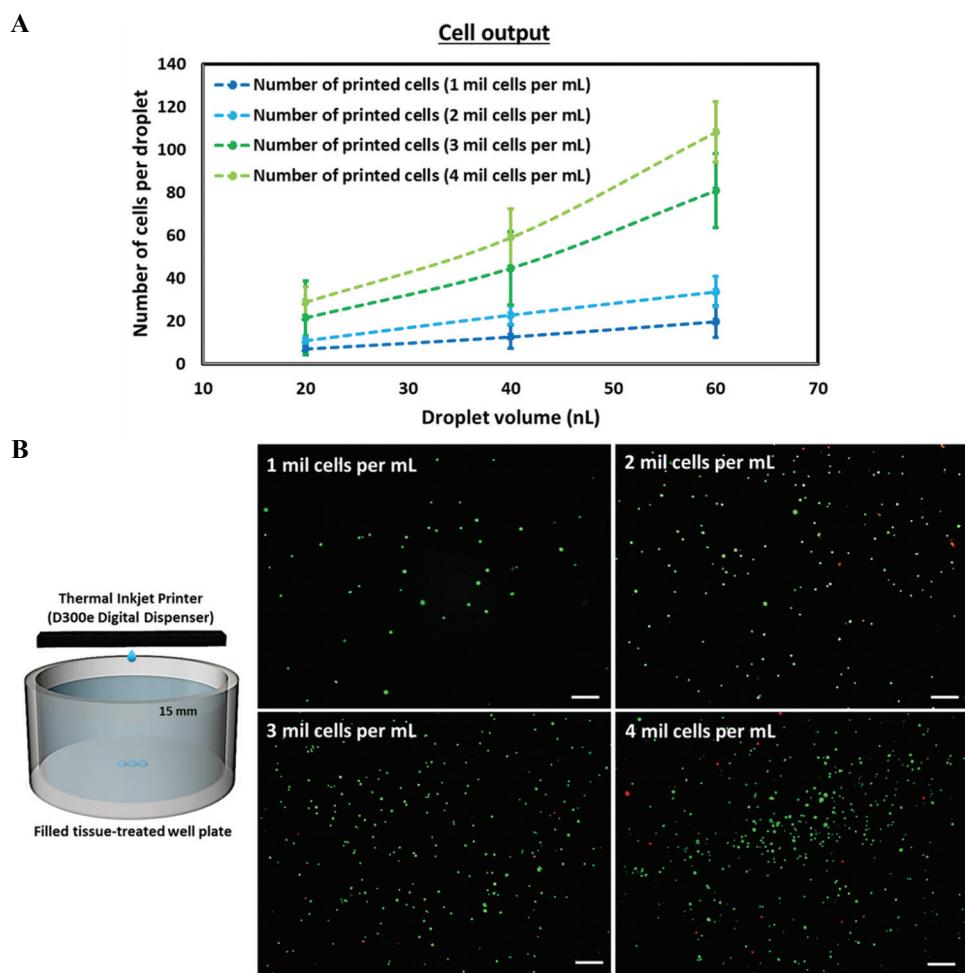 A
Cell output
Number of cells per droplet
140
120
100
80
60
40
20
0
Number of printed cells (1 mil cells per mL)
Number of printed cells (2 mil cells per mL)
Number of printed cells (3 mil cells per mL)
Number of printed cells (4 mil cells per mL)
10 20 30 40 50 60 70
Droplet volume (nL)
B
Thermal Inkjet Printer
(D300e Digital Dispenser)
15 mm
Filled tissue-treated well plate
1 mil cells per mL
2 mil cells per mL
3 mil cells per mL
4 mil cells per mL